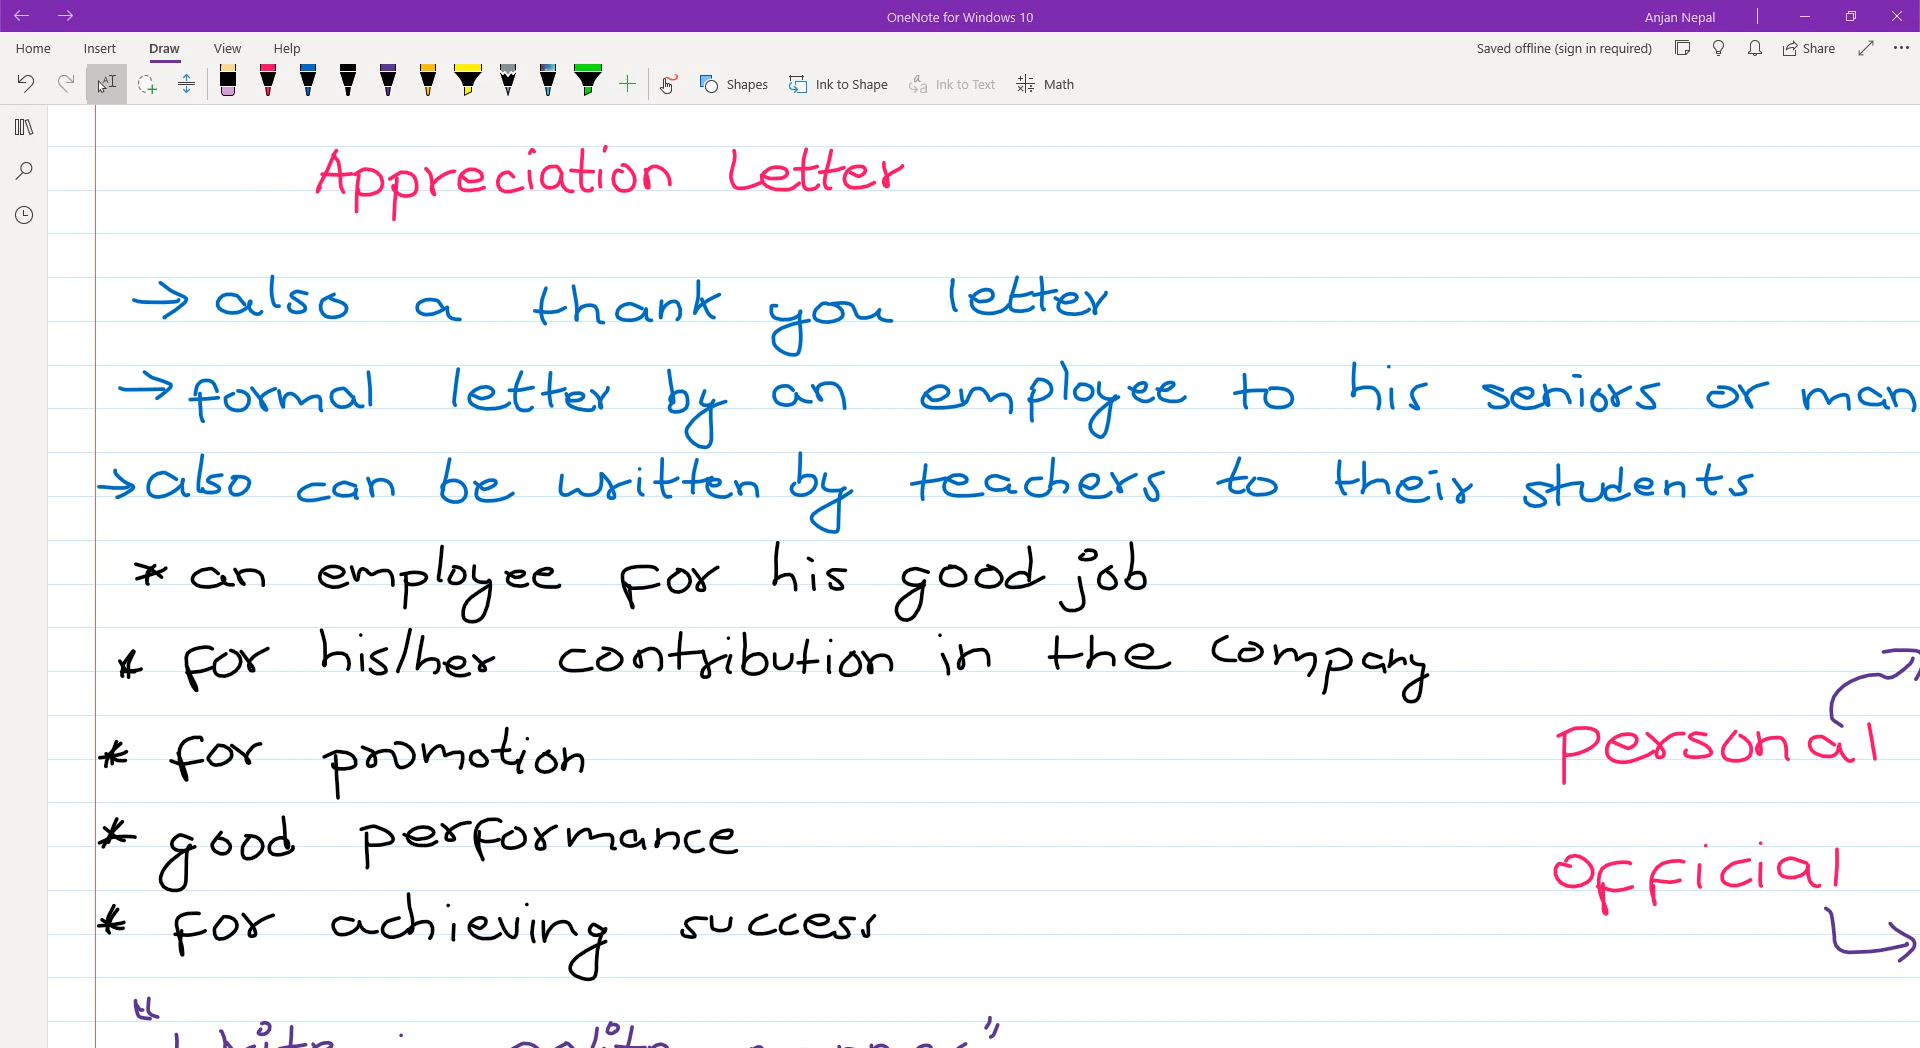 OneNote for Windows 10
Anjan Nepal
Home Insert Draw View Help
Saved offline (sign in required)
Share
Shapes
Ink to Shape
Ink to Text
Math
Appreciation Letter
→ also a thank you letter
→ formal letter by an employee to his seniors or man
→ also can be written by teachers to their students
* an employee for his good job
* for his/her contribution in the company
* for promotion
personal
* good performance
official
* for achieving success